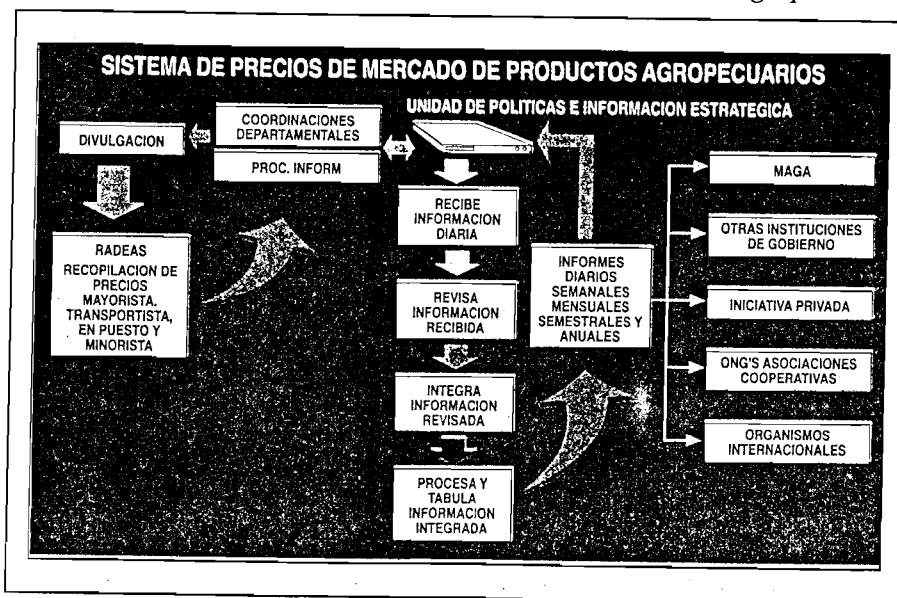 SISTEMA DE PRECIOS DE MERCADO DE PRODUCTOS AGROPECUARIOS
UNIDAD DE POLITICAS E INFORMACION ESTRATEGICA
DIVULGACION
COORDINACIONES
DEPARTAMENTALES
PROC. INFORM
RADEAS
RECOPILACION DE
PRECIOS
MAYORISTA.
TRANSPORTISTA,
EN PUESTO Y
MINORISTA
RECIBE
INFORMACION
DIARIA
REVISA
INFORMACION
RECIBIDA
INTEGRA
INFORMACION
REVISADA
PROCESA Y
TABULA
INFORMACION
INTEGRADA
INFORMES
DIARIOS
SEMANALES
MENSUALES
SEMESTRALES Y
ANUALES
MAGA
OTRAS INSTITUCIONES
DE GOBIERNO
INICIATIVA PRIVADA
ONG'S ASOCIACIONES
COOPERATIVAS
ORGANISMOS
INTERNACIONALES